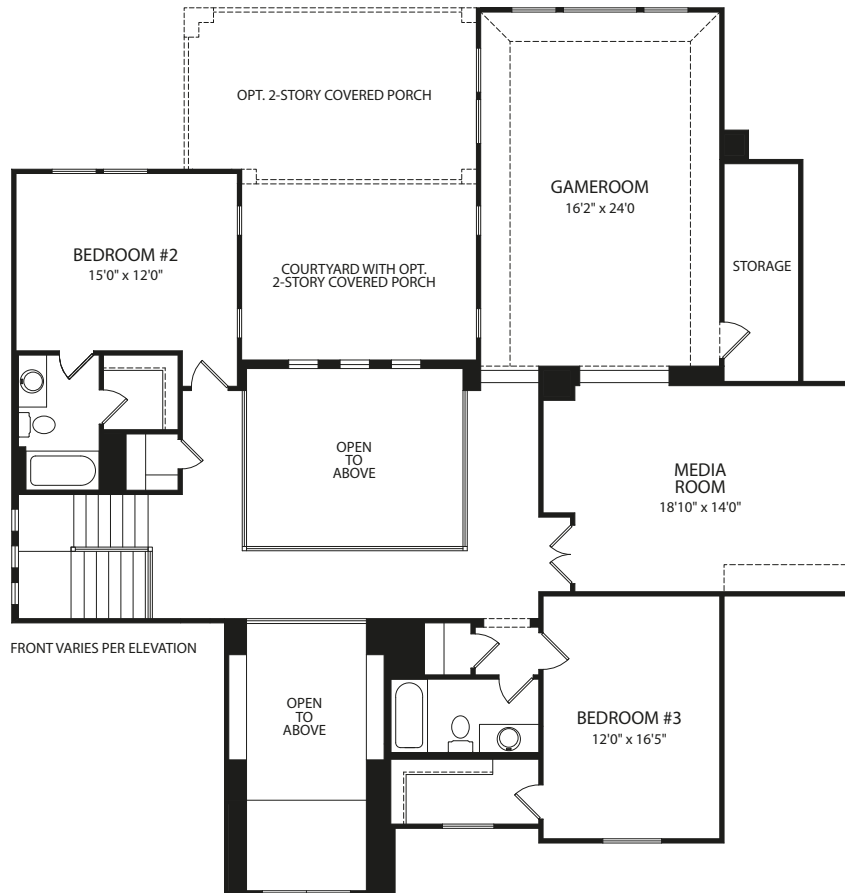 OPT. 2-STORY COVERED PORCH
GAMEROOM
16'2" x 24'0
BEDROOM #2
15'0" x 12'0"
COURTYARD WITH OPT.
2-STORY COVERED PORCH
STORAGE
OPEN
TO
ABOVE
MEDIA
ROOM
18'10" x 14'0"
FRONT VARIES PER ELEVATION
OPEN
TO
ABOVE
BEDROOM #3
12'0" x 16'5"